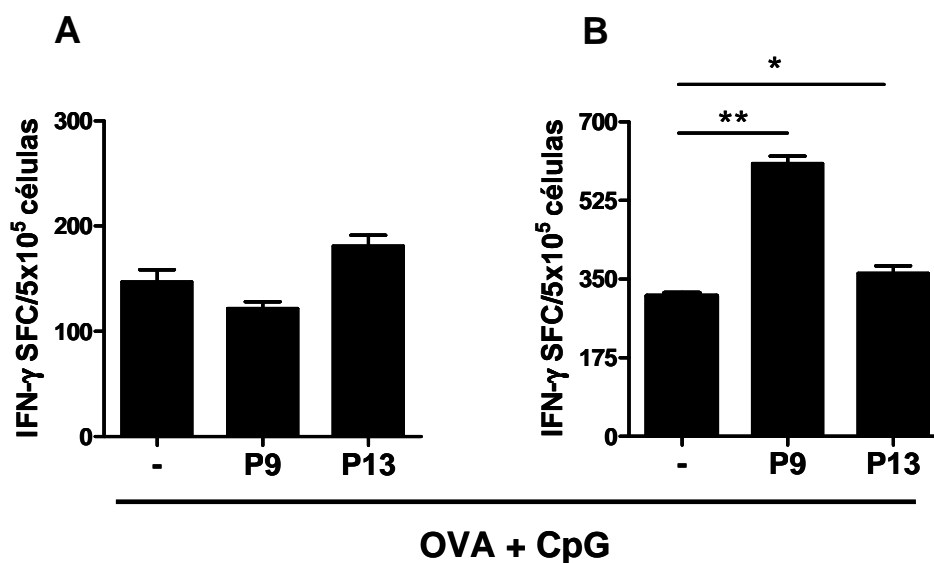 A
IFN-γ SFC/5x10⁵ células
300
200
100
0
- P9 P13
B
*
**
IFN-γ SFC/5x10⁵ células
700
525
350
175
0
- P9 P13
OVA + CpG